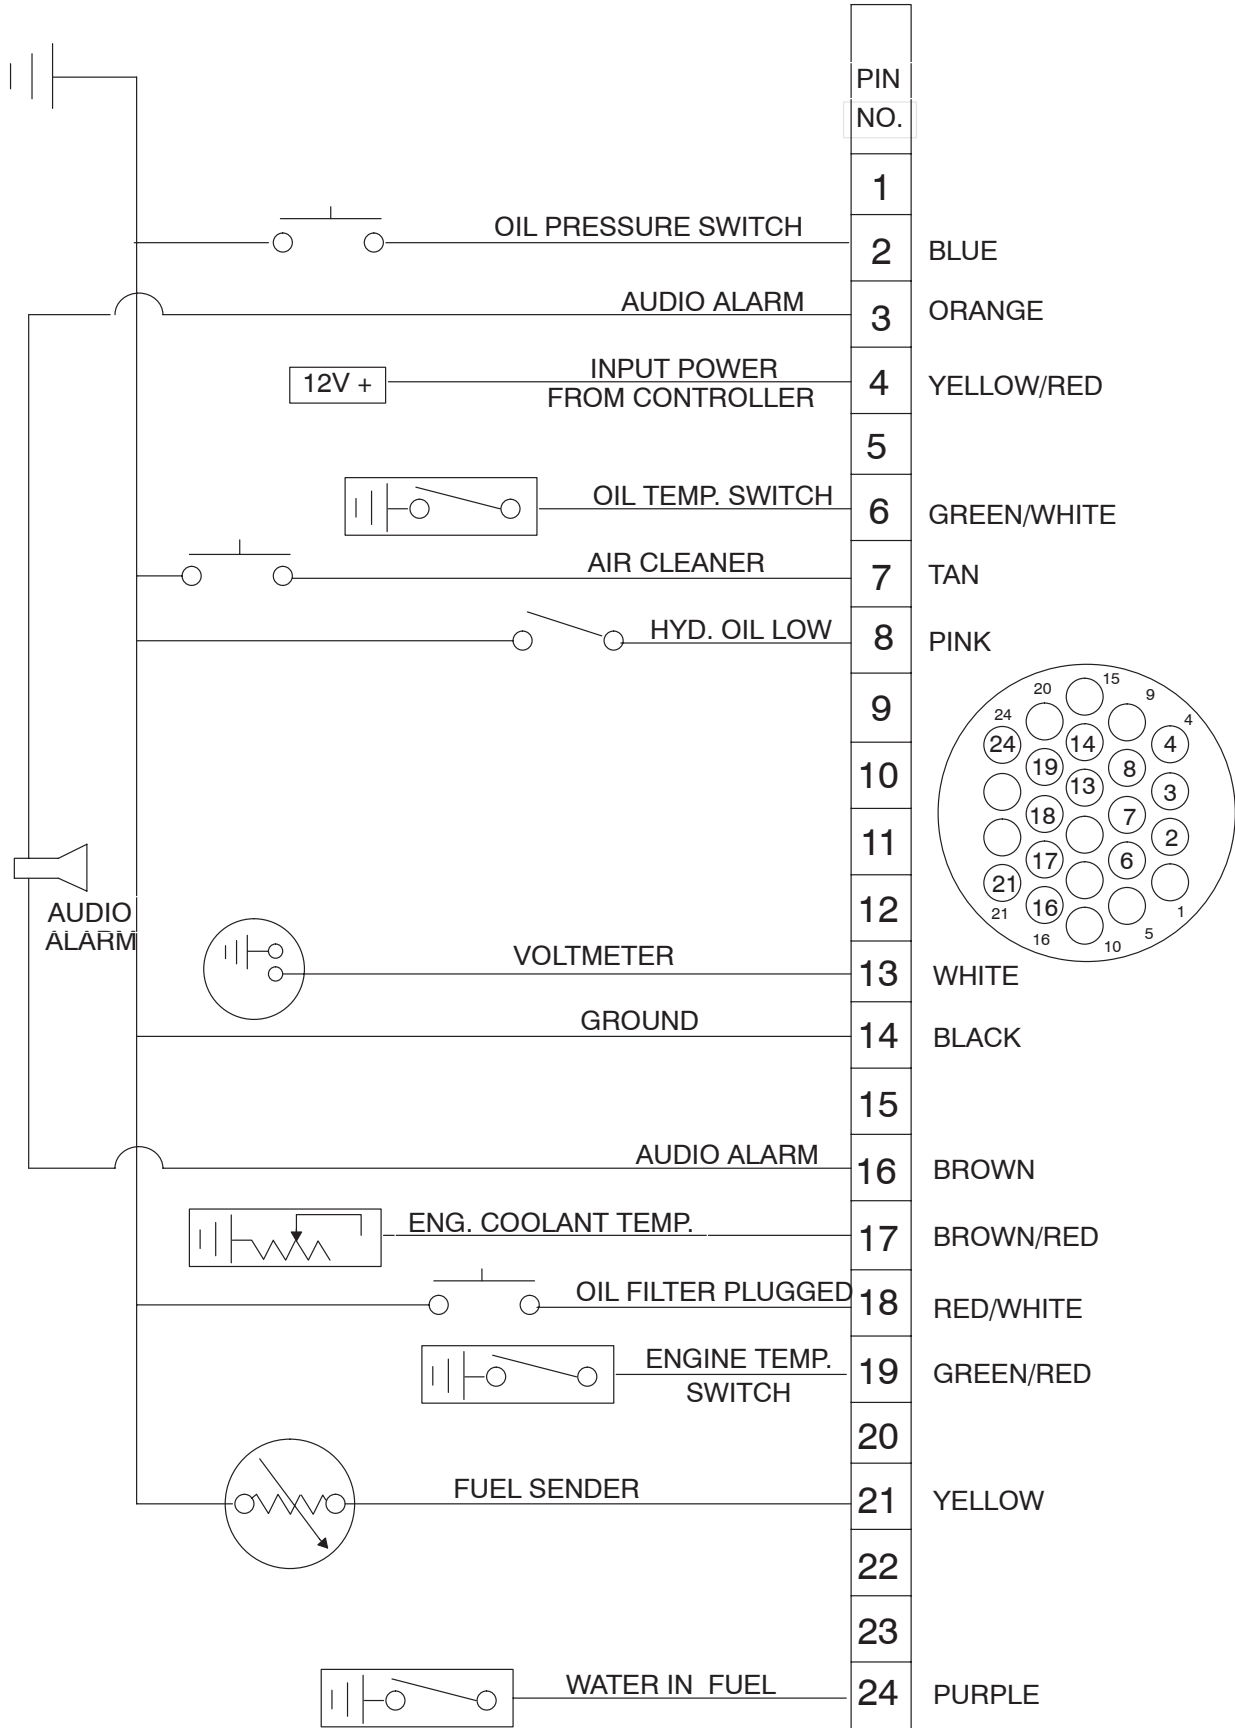 PIN
NO.
1
OIL PRESSURE SWITCH
2
BLUE
AUDIO ALARM
3
ORANGE
12V +
INPUT POWER
FROM CONTROLLER
4
YELLOW/RED
5
OIL TEMP. SWITCH
6
GREEN/WHITE
AIR CLEANER
7
TAN
HYD. OIL LOW
8
PINK
9
10
11
12
15
20
9
24
4
24
14
4
19
8
13
3
18
7
2
17
6
21
16
21
1
16
10
5
AUDIO
ALARM
VOLTMETER
13
WHITE
GROUND
14
BLACK
15
AUDIO ALARM
16
BROWN
ENG. COOLANT TEMP.
17
BROWN/RED
OIL FILTER PLUGGED
18
RED/WHITE
ENGINE TEMP.
SWITCH
19
GREEN/RED
20
FUEL SENDER
21
YELLOW
22
23
WATER IN FUEL
24
PURPLE